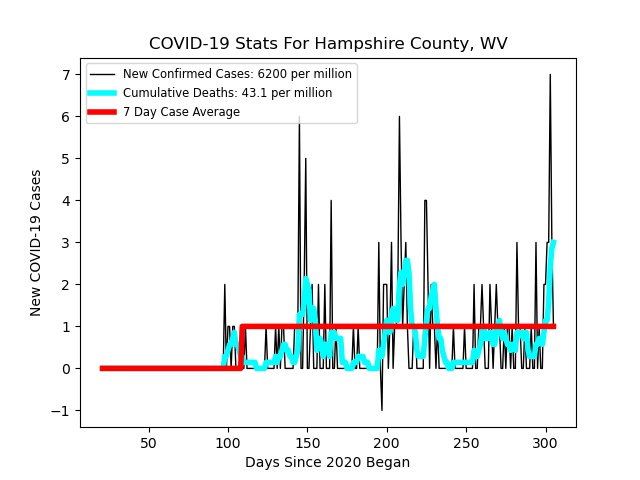 COVID-19 Stats For Hampshire County, WV
New Confirmed Cases: 6200 per million
Cumulative Deaths: 43.1 per million
7 Day Case Average
New COVID-19 Cases
7
6
5
4
3
2
1
0
−1
50 100 150 200 250 300
Days Since 2020 Began